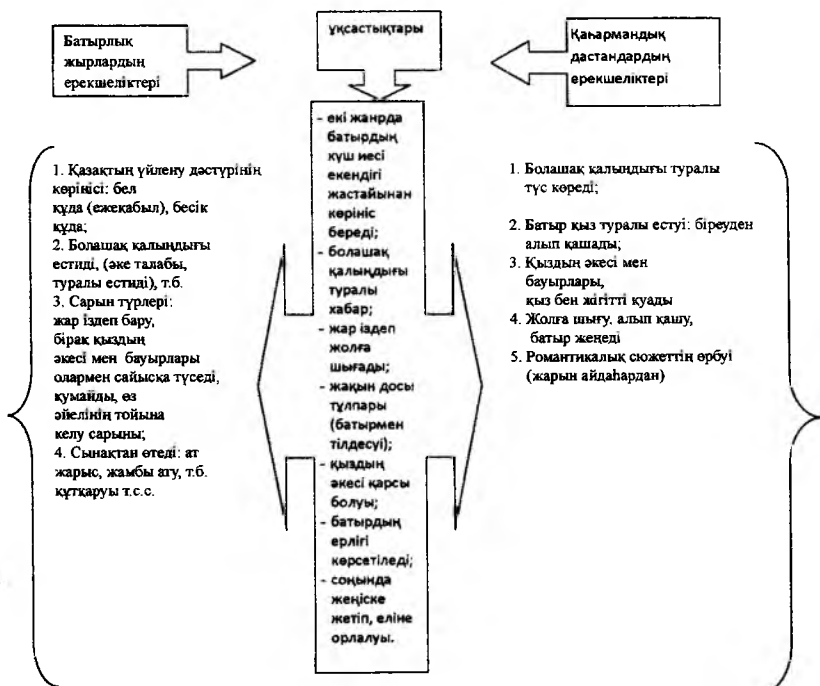 Батырлық
жырлардың
ерекшеліктері
ұқсастықтары
Қаһармандық
дастандардың
ерекшеліктері
1. Қазақтың үйлену дәстүрінің
көрінісі: бел
құда (ежеқабыл), бесік
құда;
2. Болашақ қалыңдығы
естиді, (әке талабы,
туралы естиді), т.б.
3. Сарын түрлері:
жар іздеп бару,
бірақ қыздың
әкесі мен бауырлары
олармен сайысқа түседі,
қумайды, өз
әйелінің тойына
келу сарыны;
4. Сынақтан өтеді: ат
жарыс, жамбы ату, т.б.
құтқаруы т.с.с.
- екі жанрда
батырдың
күш иесі
екендігі
жастайынан
көрініс
береді;
- болашақ
қалыңдығы
туралы
хабар;
- жар іздеп
жолға
шығады;
- жақын досы
тұлпары
(батырмен
тілдесуі);
- қыздың
әкесі қарсы
болуы;
- батырдың
ерлігі
көрсетіледі;
- соңында
жеңіске
жетіп, еліне
орлалуы.
1. Болашақ қалыңдығы туралы
түс көреді;
2. Батыр қыз туралы естуі: біреуден
алып қашады;
3. Қыздың әкесі мен
бауырлары,
қыз бен жігітті қуады
4. Жолға шығу, алып қашу,
батыр жеңеді
5. Романтикалық сюжеттің өрбуі
(жарын айдаһардан)